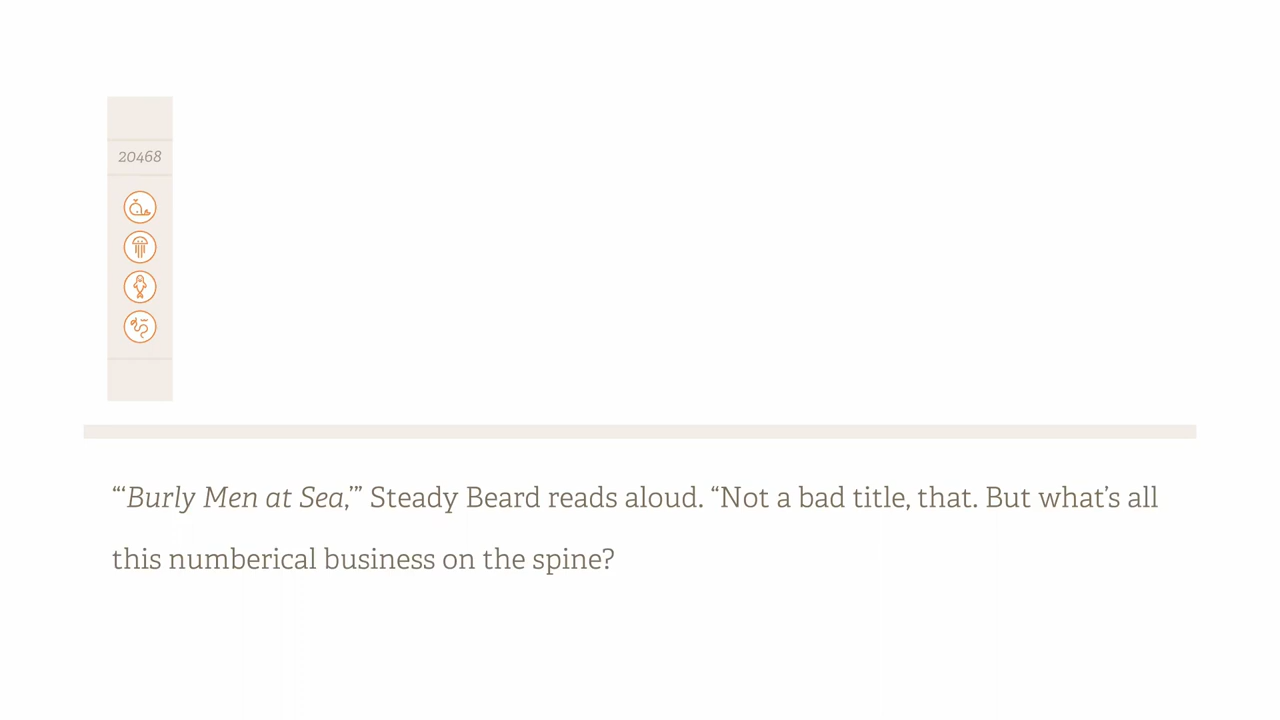 20468
“‘Burly Men at Sea,’” Steady Beard reads aloud. “Not a bad title, that. But what’s all
this numberical business on the spine?